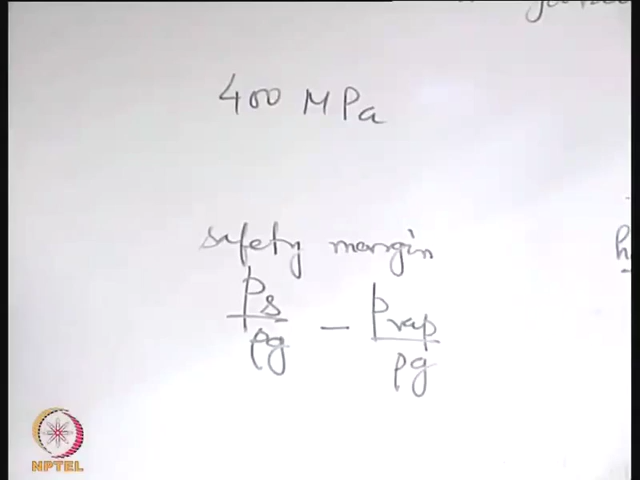 400 MPa
safety margin
Ps/ρg - Pvap/ρg
h
NPTEL